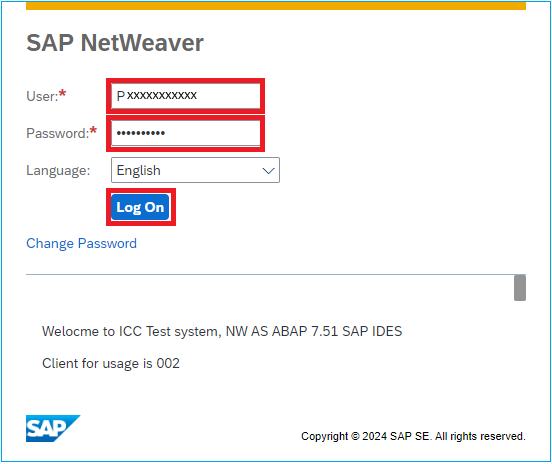 SAP NetWeaver
User:* Pxxxxxxxxxxx
Password:* ••••••••••
Language: English
Log On
Change Password
Welocme to ICC Test system, NW AS ABAP 7.51 SAP IDES
Client for usage is 002
SAP Copyright © 2024 SAP SE. All rights reserved.